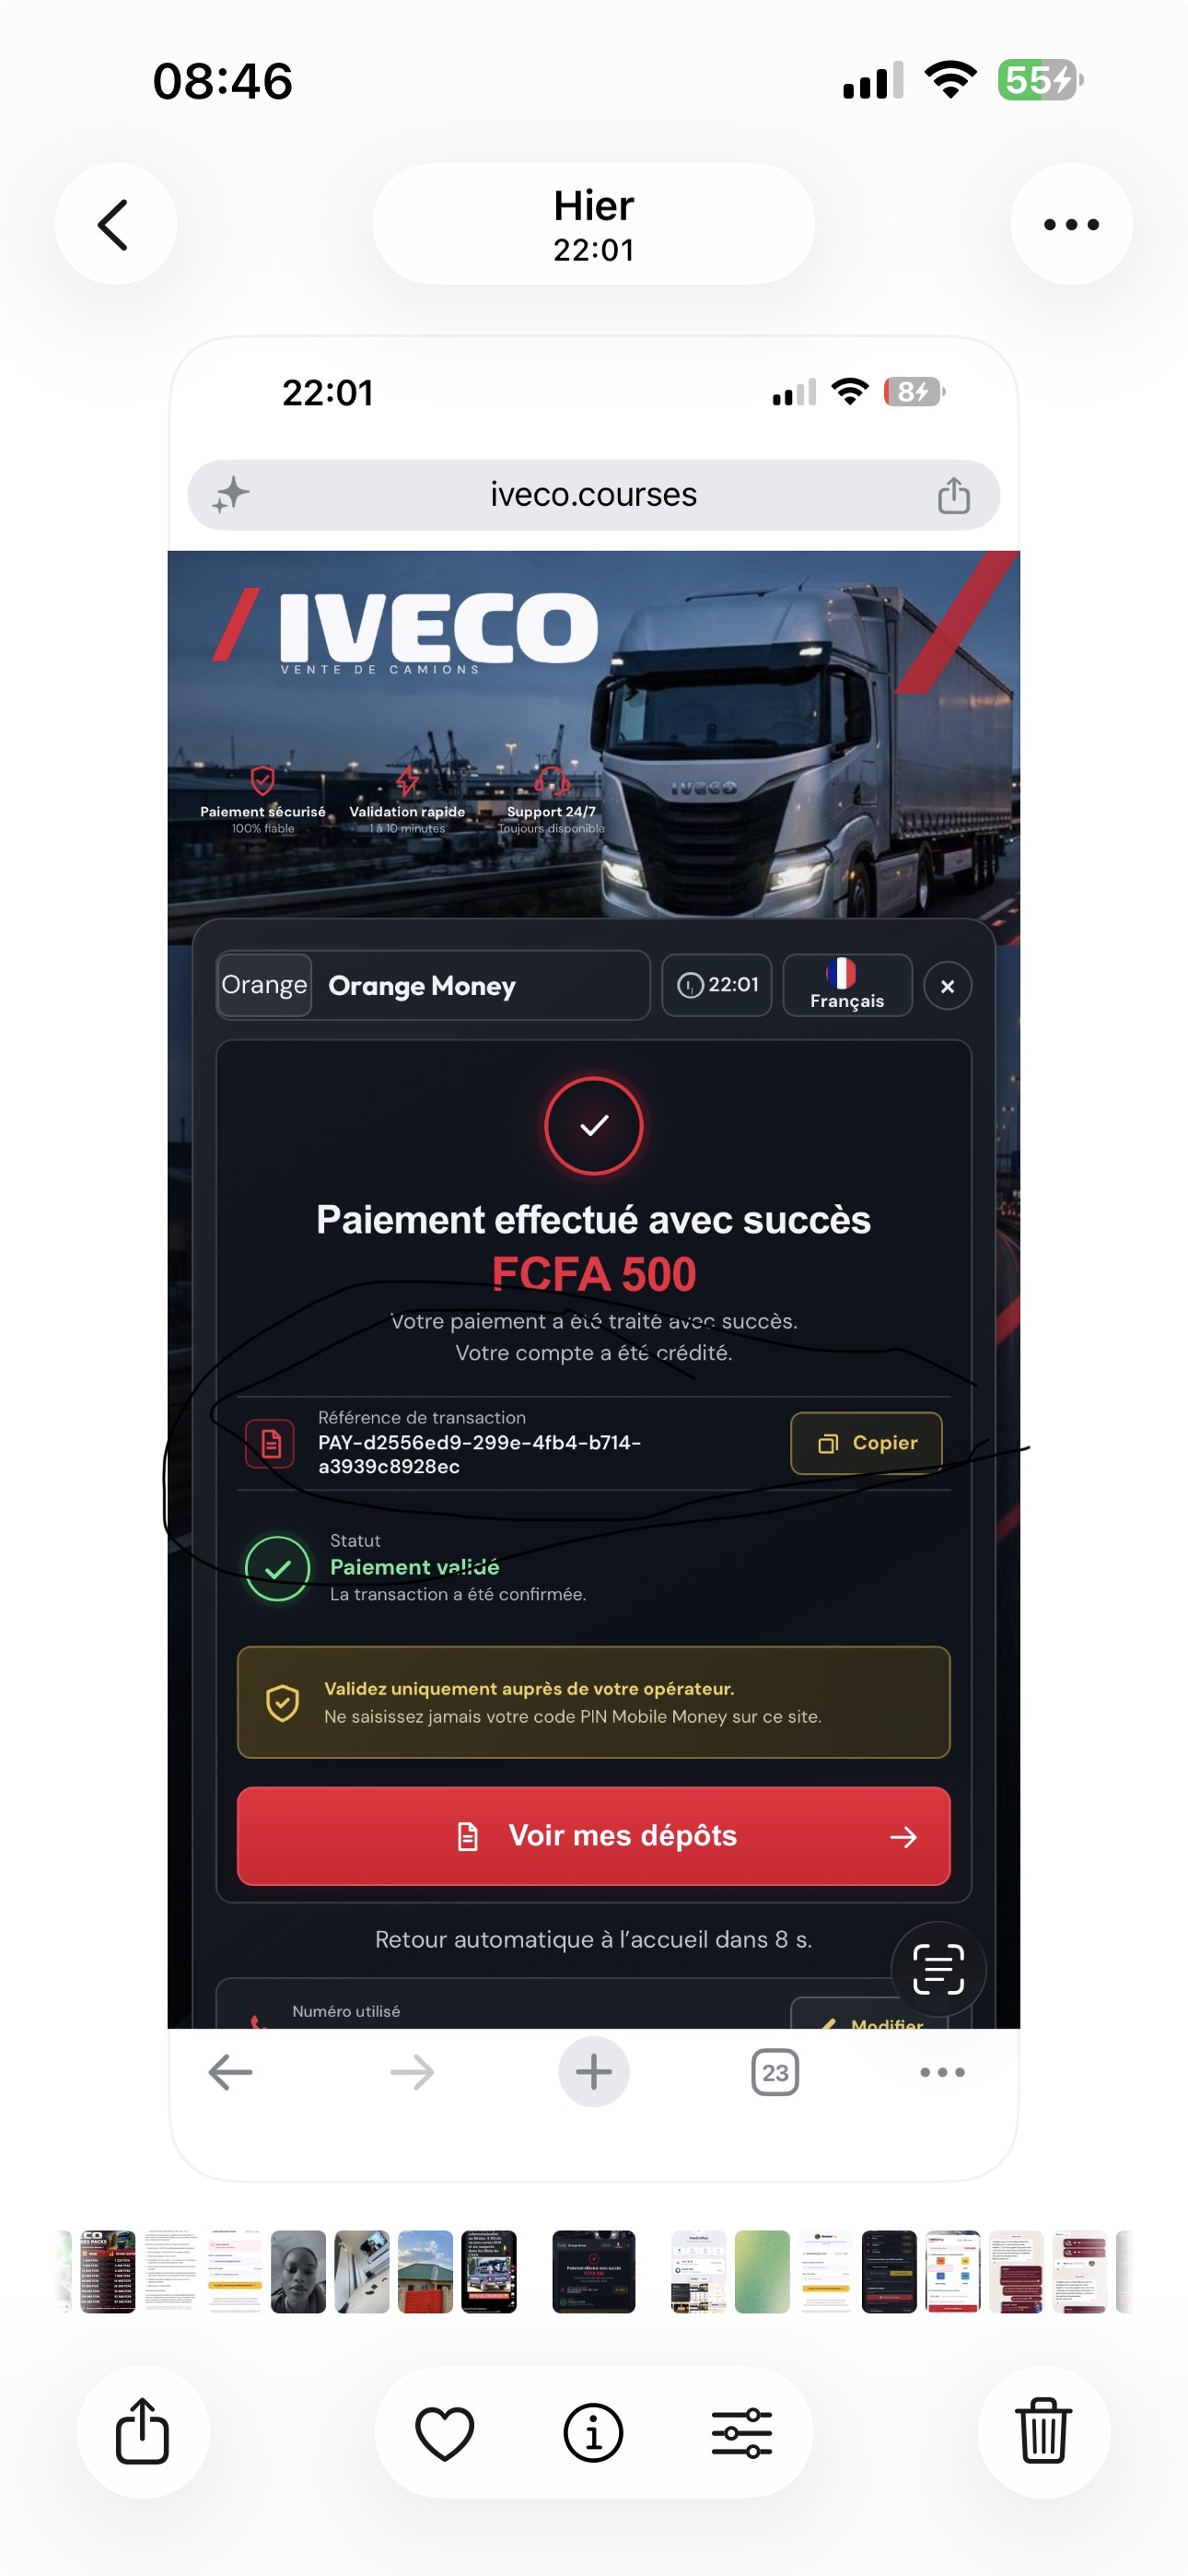 08:46
55
Hier
22:01
22:01
8
iveco.courses
IVECO
VENTE DE CAMIONS
IVECO
Paiement sécurisé
100% fiable
Validation rapide
1 à 10 minutes
Support 24/7
Toujours disponible
Orange
Orange Money
22:01
Français
Paiement effectué avec succès
FCFA 500
Votre paiement a été traité avec succès.
Votre compte a été crédité.
Référence de transaction
PAY-d2556ed9-299e-4fb4-b714-
a3939c8928ec
Copier
Statut
Paiement validé
La transaction a été confirmée.
Validez uniquement auprès de votre opérateur.
Ne saisissez jamais votre code PIN Mobile Money sur ce site.
Voir mes dépôts
Retour automatique à l'accueil dans 8 s.
Numéro utilisé
Modifier
23